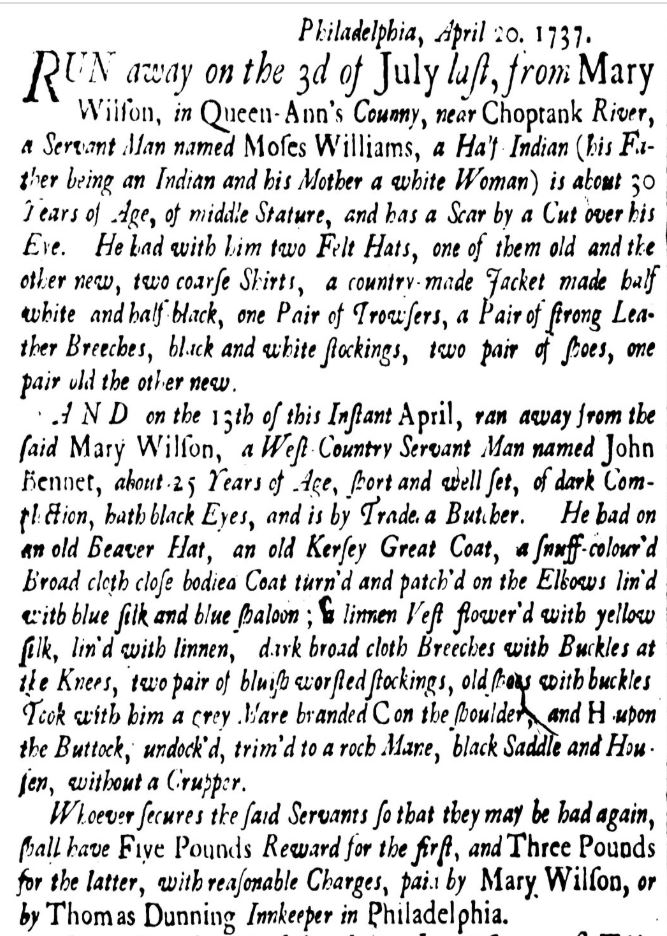 Philadelphia, April 20. 1737.
RUN away on the 3d of July laſt, from Mary
Wilſon, in Queen-Ann's Counny, near Choptank River,
a Servant Man named Moſes Williams, a Half Indian (his Fa-
ther being an Indian and his Mother a white Woman) is about 30
Years of Age, of middle Stature, and has a Scar by a Cut over his
Eye. He had with him two Felt Hats, one of them old and the
other new, two coarſe Shirts, a country-made Jacket made half
white and half black, one Pair of Trowſers, a Pair of ſtrong Lea-
ther Breeches, black and white ſtockings, two pair of ſhoes, one
pair old the other new.
AND on the 13th of this Inſtant April, ran away from the
ſaid Mary Wilſon, a Weſt Country Servant Man named John
Bennet, about 25 Years of Age, ſhort and well ſet, of dark Com-
plection, hath black Eyes, and is by Trade a Butcher. He had on
an old Beaver Hat, an old Kerſey Great Coat, a ſnuff-colour'd
Broad cloth cloſe bodied Coat turn'd and patch'd on the Elbows lin'd
with blue ſilk and blue ſhaloon; a linnen Veſt flower'd with yellow
ſilk, lin'd with linnen, dark broad cloth Breeches with Buckles at
the Knees, two pair of bluiſh worſted ſtockings, old ſhoes with buckles
Took with him a grey Mare branded C on the ſhoulder, and H upon
the Buttock, undock'd, trim'd to a roch Mane, black Saddle and Hou-
ſen, without a Crupper.
Whoever ſecures the ſaid Servants ſo that they may be had again,
ſhall have Five Pounds Reward for the firſt, and Three Pounds
for the latter, with reaſonable Charges, paid by Mary Wilſon, or
by Thomas Dunning Innkeeper in Philadelphia.